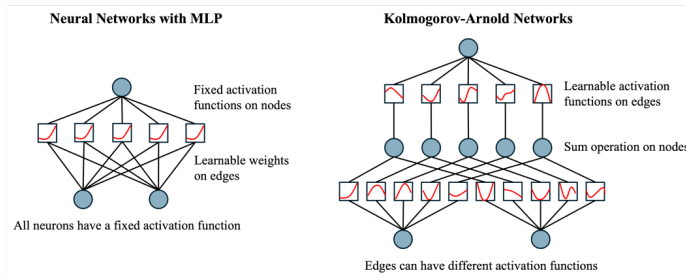 Neural Networks with MLP
Fixed activation
functions on nodes
Learnable weights
on edges
All neurons have a fixed activation function
Kolmogorov-Arnold Networks
Learnable activation
functions on edges
Sum operation on nodes
Edges can have different activation functions